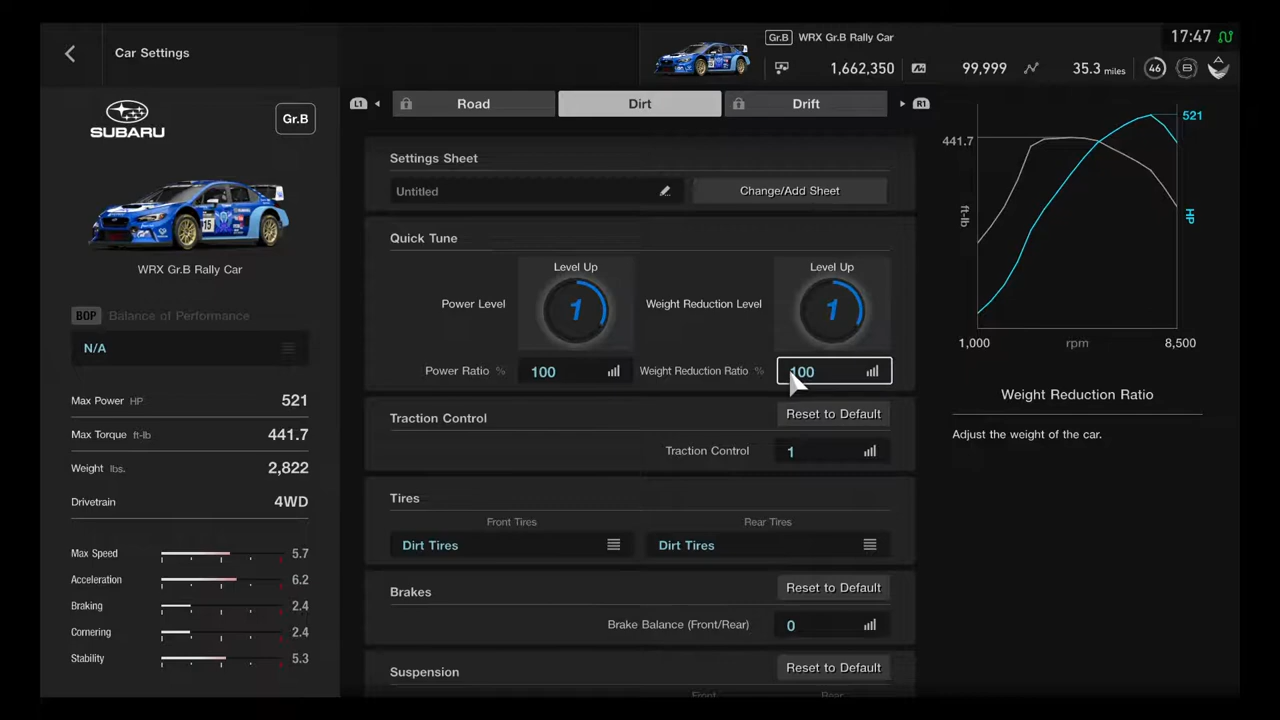 Car Settings
Gr.B WRX Gr.B Rally Car
17:47
1,662,350 99,999 35.3 miles 46 B
SUBARU
Gr.B
WRX Gr.B Rally Car
BOP Balance of Performance
N/A
Max Power HP 521
Max Torque ft-lb 441.7
Weight lbs. 2,822
Drivetrain 4WD
Max Speed 5.7
Acceleration 6.2
Braking 2.4
Cornering 2.4
Stability 5.3
L1 Road Dirt Drift R1
Settings Sheet
Untitled Change/Add Sheet
Quick Tune
Level Up Level Up
Power Level 1 Weight Reduction Level 1
Power Ratio % 100 Weight Reduction Ratio % 100
Traction Control Reset to Default
Traction Control 1
Tires
Front Tires Rear Tires
Dirt Tires Dirt Tires
Brakes Reset to Default
Brake Balance (Front/Rear) 0
Suspension Reset to Default
Front Rear
521
441.7
ft-lb HP
1,000 rpm 8,500
Weight Reduction Ratio
Adjust the weight of the car.